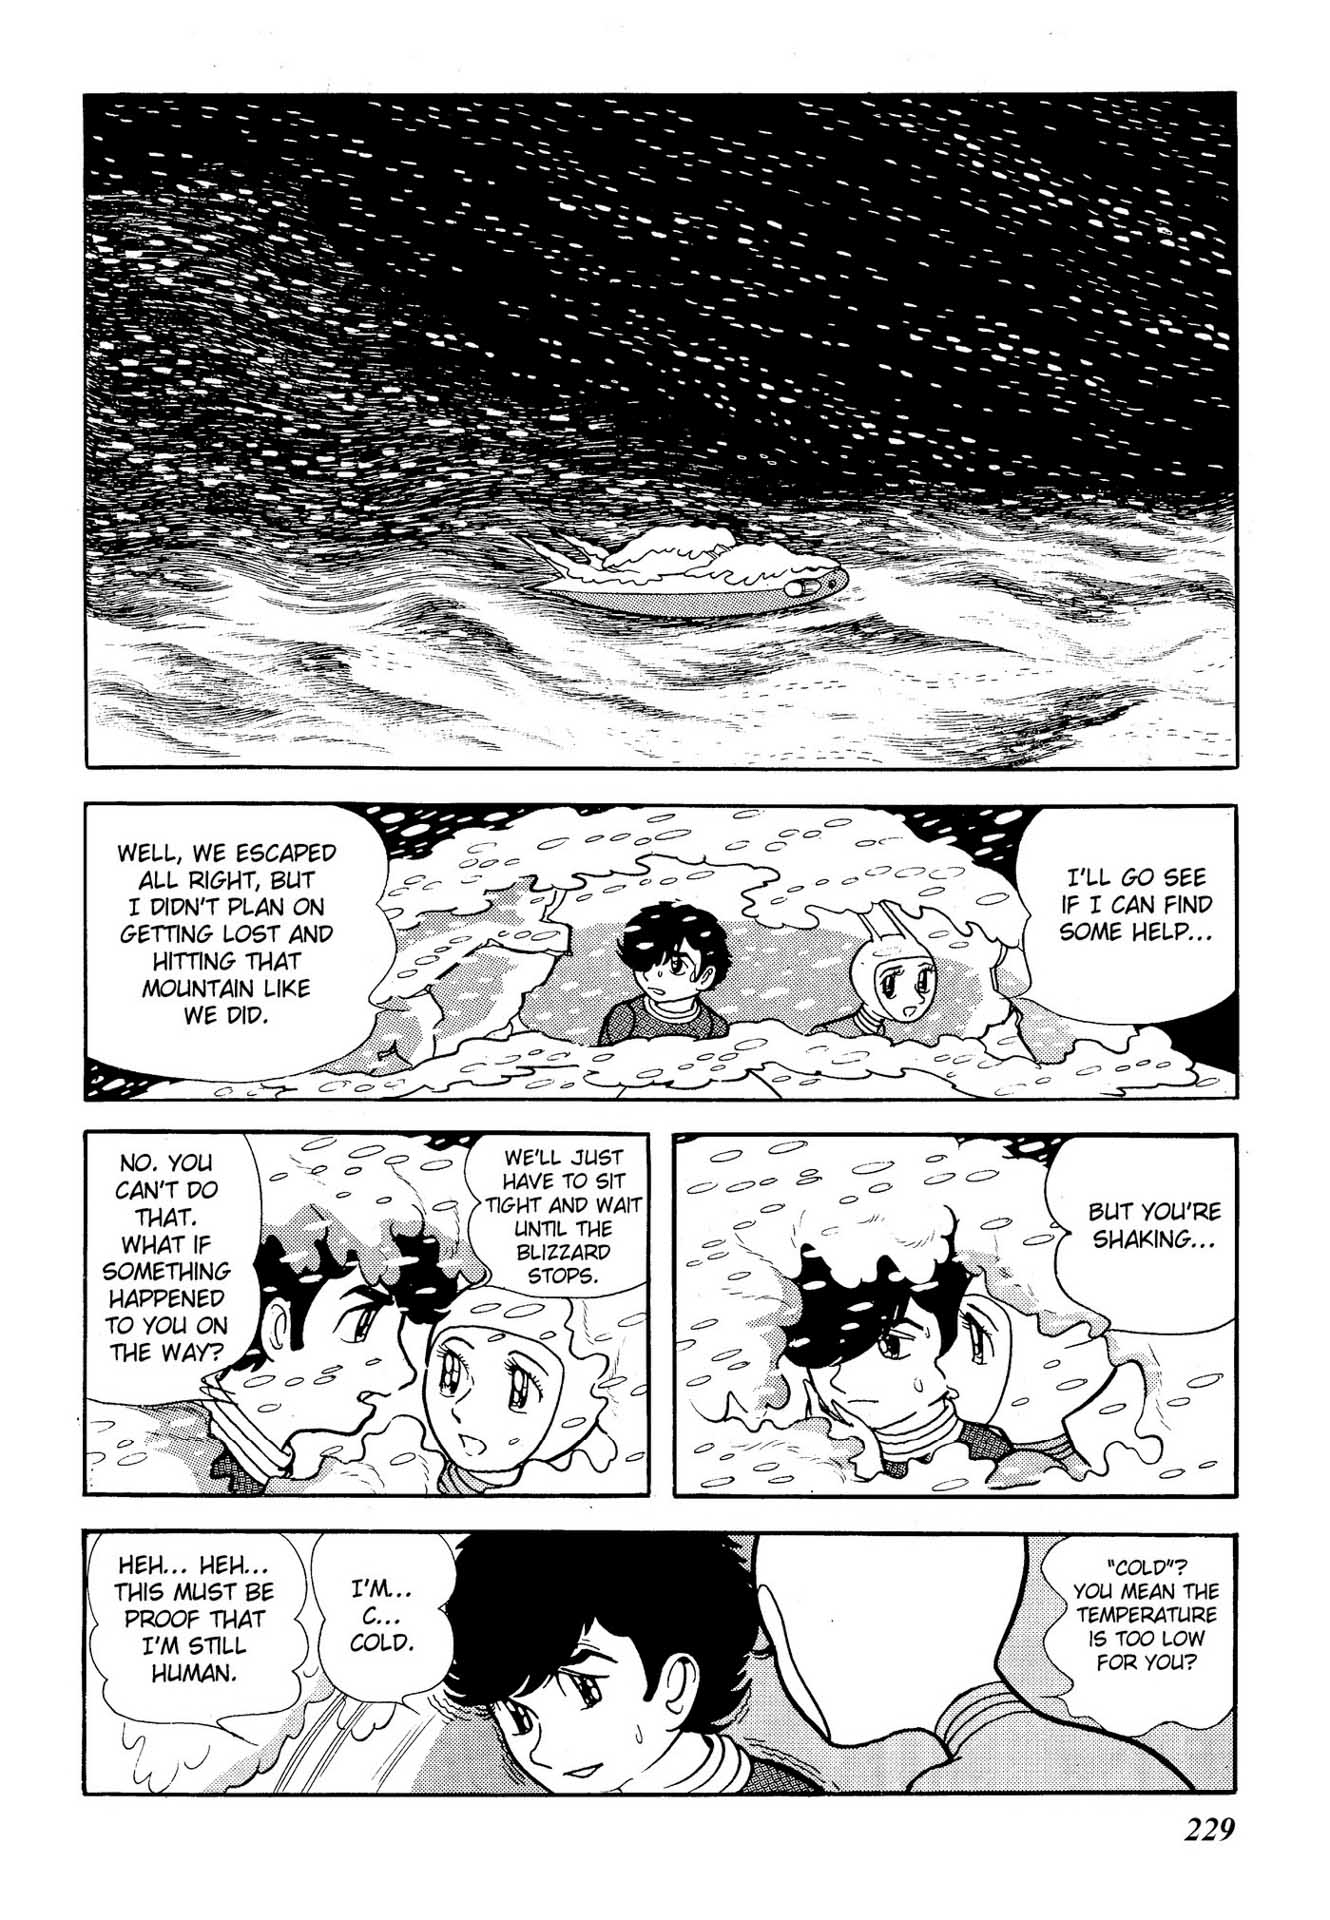 WELL, WE ESCAPED
ALL RIGHT, BUT
I DIDN'T PLAN ON
GETTING LOST AND
HITTING THAT
MOUNTAIN LIKE
WE DID.
I'LL GO SEE
IF I CAN FIND
SOME HELP...
NO. YOU
CAN'T DO
THAT.
WHAT IF
SOMETHING
HAPPENED
TO YOU ON
THE WAY?
WE'LL JUST
HAVE TO SIT
TIGHT AND WAIT
UNTIL THE
BLIZZARD
STOPS.
BUT YOU'RE
SHAKING...
HEH... HEH...
THIS MUST BE
PROOF THAT
I'M STILL
HUMAN.
I'M...
C...
COLD.
"COLD"?
YOU MEAN THE
TEMPERATURE
IS TOO LOW
FOR YOU?
229